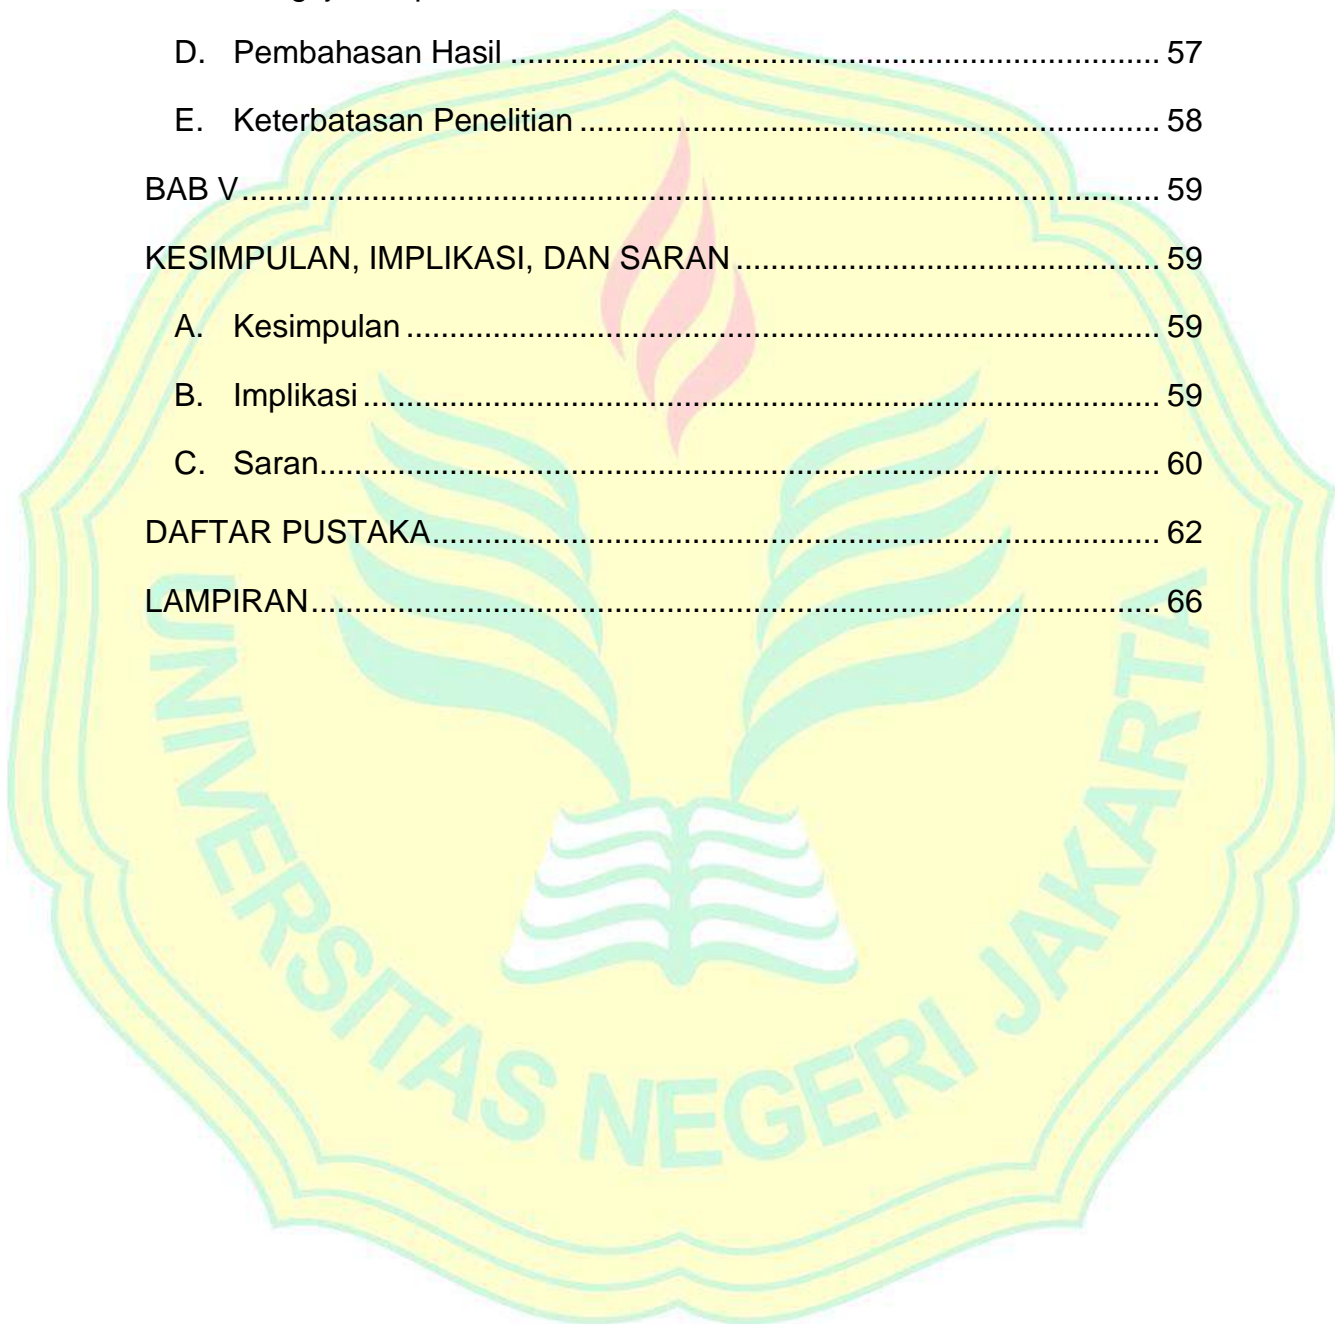 D. Pembahasan Hasil ........................................................................... 57
E. Keterbatasan Penelitian ................................................................... 58
BAB V .......................................................................................................... 59
KESIMPULAN, IMPLIKASI, DAN SARAN ................................................. 59
A. Kesimpulan ....................................................................................... 59
B. Implikasi ............................................................................................ 59
C. Saran ................................................................................................. 60
DAFTAR PUSTAKA .................................................................................... 62
LAMPIRAN .................................................................................................. 66
UNIVERSITAS NEGERI JAKARTA